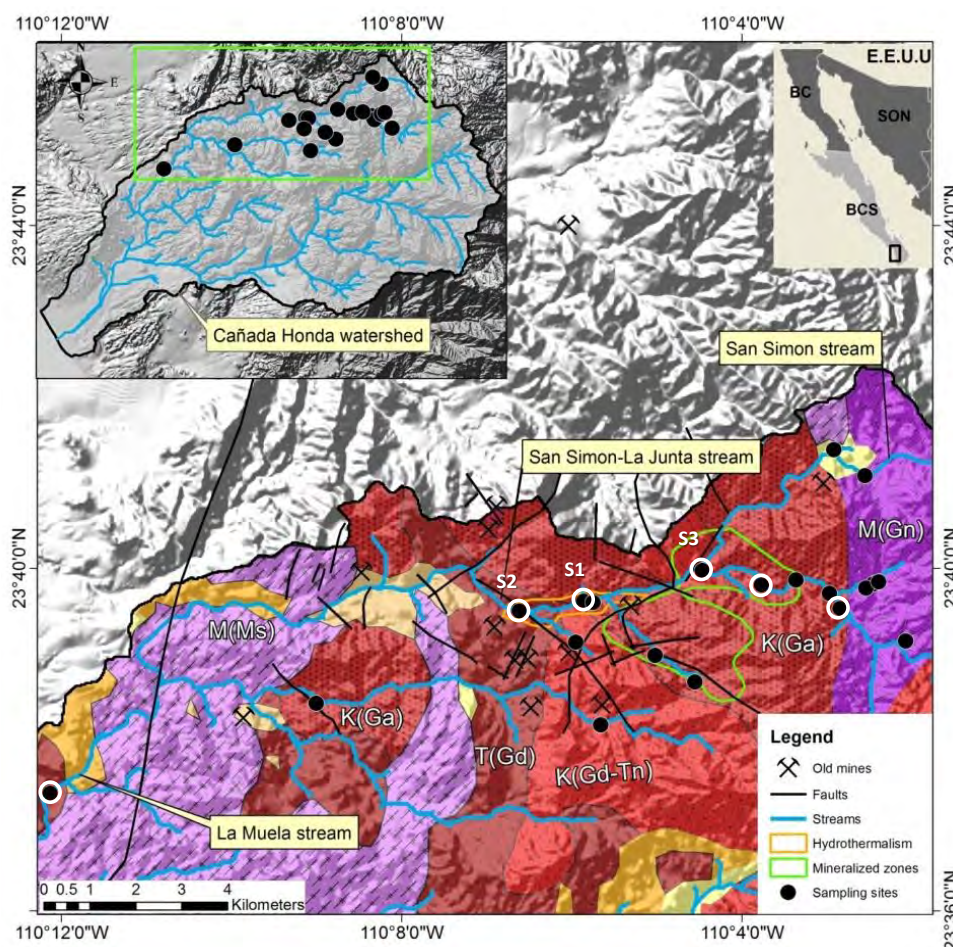 110°12'0"W
110°8'0"W
110°4'0"W
N
E
E.E.U.U
BC
SON
BCS
23°44'0"N
23°44'0"N
Cañada Honda watershed
San Simon stream
San Simon-La Junta stream
M(Gn)
S3
23°40'0"N
S1
23°40'0"N
S2
M(Ms)
K(Ga)
K(Ga)
T(Gd)
K(Gd-Tn)
La Muela stream
Legend
Old mines
Faults
Streams
Hydrothermalism
Mineralized zones
Sampling sites
0 0.5 1 2 3 4
Kilometers
23°36'0"N
23°36'0"N
110°12'0"W
110°8'0"W
110°4'0"W